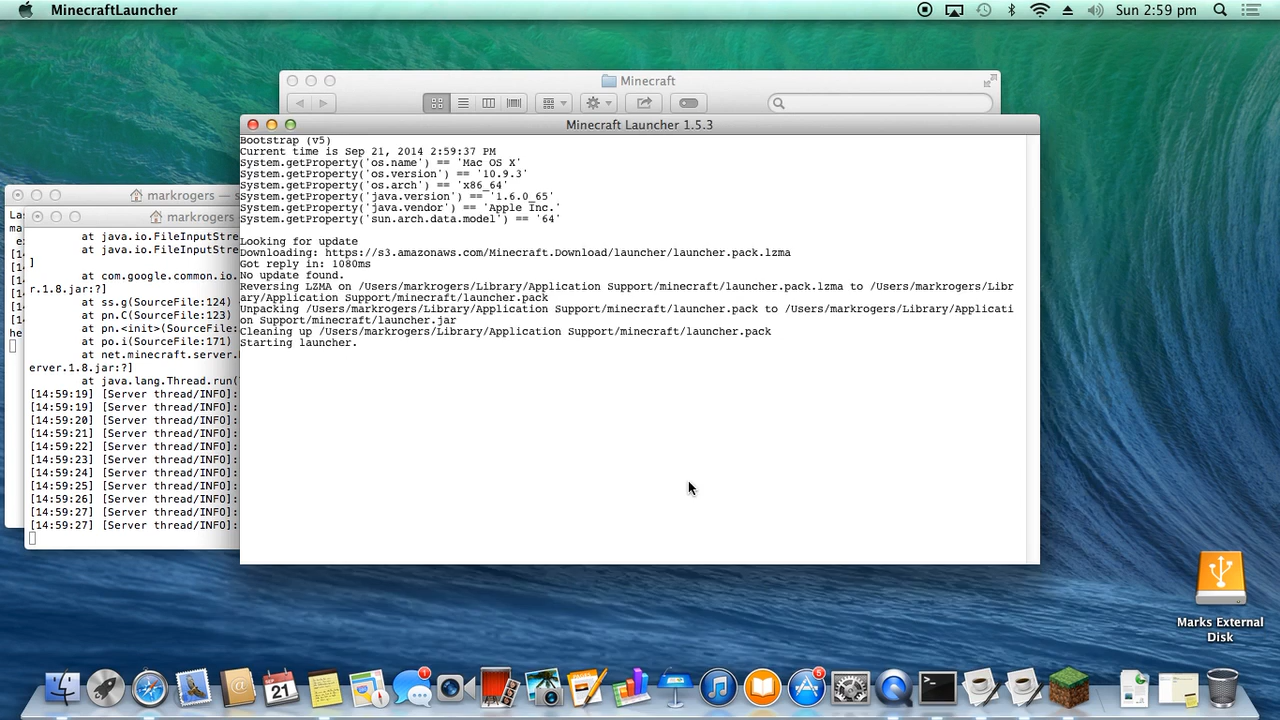 MinecraftLauncher
Sun 2:59 pm
Minecraft
Minecraft Launcher 1.5.3
Bootstrap (v5)
Current time is Sep 21, 2014 2:59:37 PM
System.getProperty('os.name') == 'Mac OS X'
System.getProperty('os.version') == '10.9.3'
System.getProperty('os.arch') == 'x86_64'
System.getProperty('java.version') == '1.6.0_65'
System.getProperty('java.vendor') == 'Apple Inc.'
System.getProperty('sun.arch.data.model') == '64'
Looking for update
Downloading: https://s3.amazonaws.com/Minecraft.Download/launcher/launcher.pack.lzma
Got reply in: 1080ms
No update found.
Reversing LZMA on /Users/markrogers/Library/Application Support/minecraft/launcher.pack.lzma to /Users/markrogers/Libr
ary/Application Support/minecraft/launcher.pack
Unpacking /Users/markrogers/Library/Application Support/minecraft/launcher.pack to /Users/markrogers/Library/Applicati
on Support/minecraft/launcher.jar
Cleaning up /Users/markrogers/Library/Application Support/minecraft/launcher.pack
Starting launcher.
markrogers — s
Las
ma
ex
[14
[14
[14
[14
[14
[14
he
markrogers
at java.io.FileInputStre
at java.io.FileInputStre
]
at com.google.common.io.
r.1.8.jar:?]
at ss.g(SourceFile:124)
at pn.C(SourceFile:123)
at pn.<init>(SourceFile:
at po.i(SourceFile:171)
at net.minecraft.server.
erver.1.8.jar:?]
at java.lang.Thread.run(
[14:59:19] [Server thread/INFO]:
[14:59:19] [Server thread/INFO]:
[14:59:20] [Server thread/INFO]:
[14:59:21] [Server thread/INFO]:
[14:59:22] [Server thread/INFO]:
[14:59:23] [Server thread/INFO]:
[14:59:24] [Server thread/INFO]:
[14:59:25] [Server thread/INFO]:
[14:59:26] [Server thread/INFO]:
[14:59:27] [Server thread/INFO]:
[14:59:27] [Server thread/INFO]:
Marks External
Disk
21
1
5